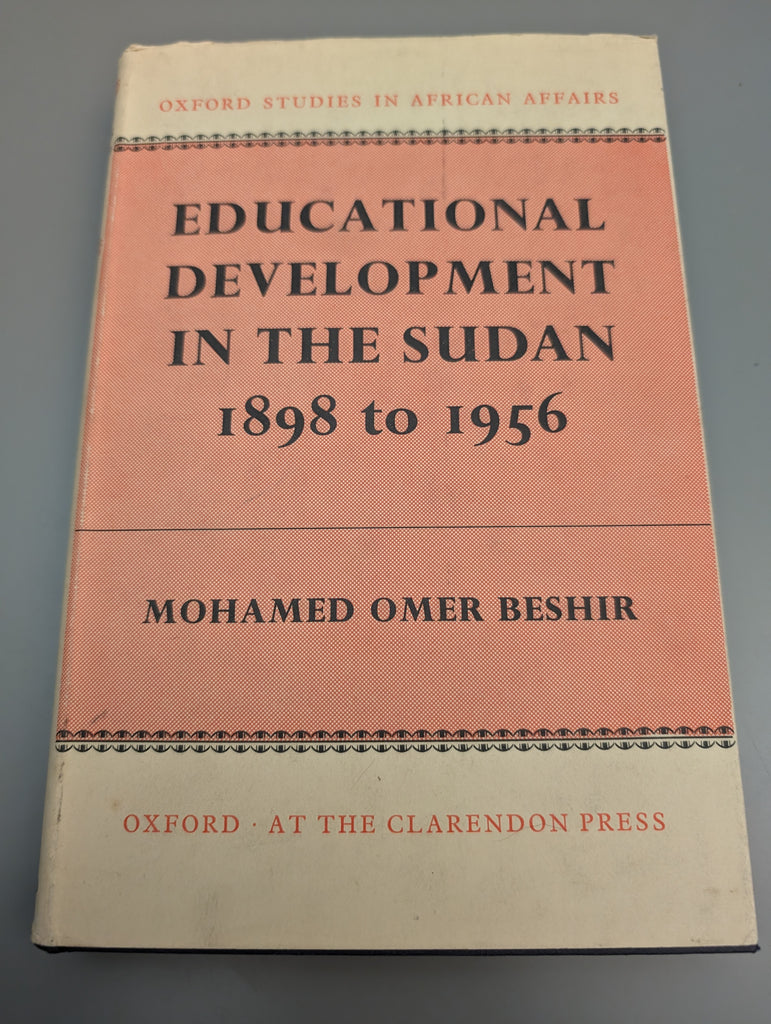 OXFORD STUDIES IN AFRICAN AFFAIRS
EDUCATIONAL
DEVELOPMENT
IN THE SUDAN
1898 to 1956
MOHAMED OMER BESHIR
OXFORD · AT THE CLARENDON PRESS